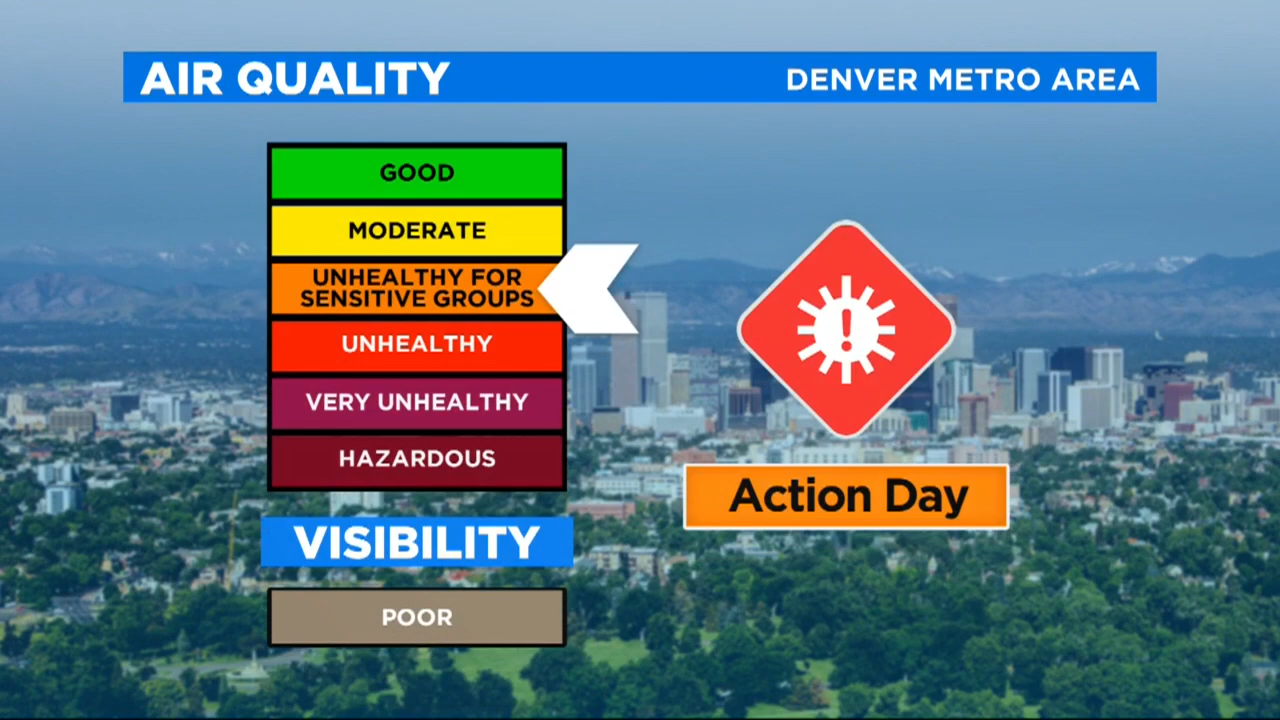 AIR QUALITY
DENVER METRO AREA
GOOD
MODERATE
UNHEALTHY FOR
SENSITIVE GROUPS
UNHEALTHY
VERY UNHEALTHY
HAZARDOUS
!
Action Day
VISIBILITY
POOR